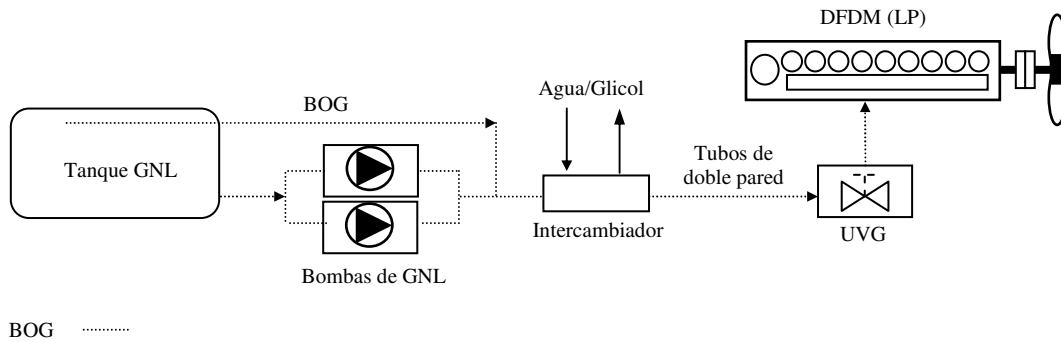 DFDM (LP)
BOG
Agua/Glicol
Tanque GNL
Tubos de
doble pared
Intercambiador
UVG
Bombas de GNL
BOG